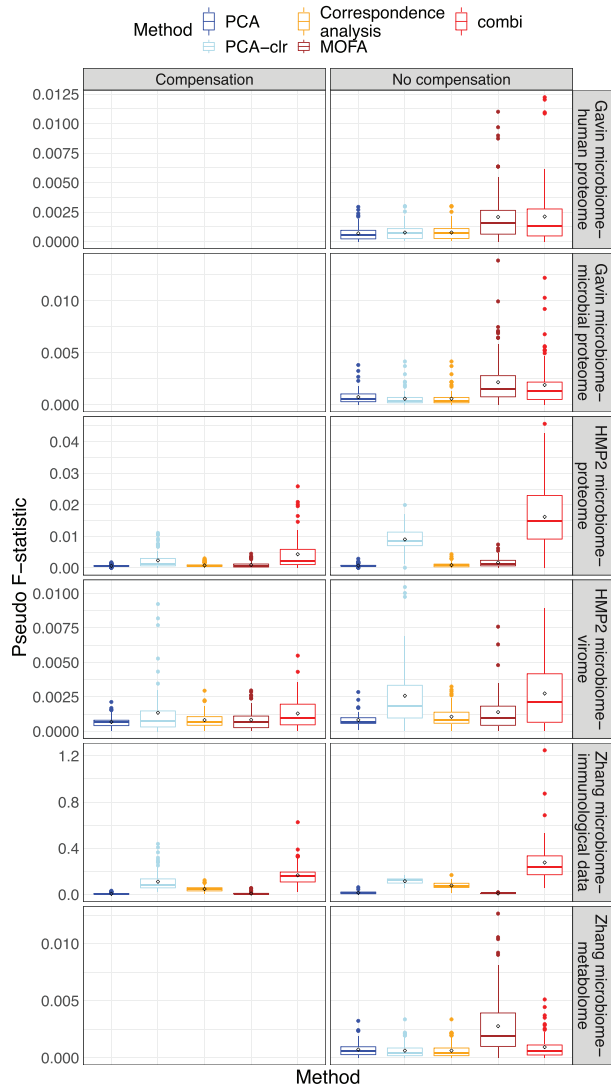 Method
PCA
PCA−clr
Correspondence
analysis
MOFA
combi
Compensation
No compensation
Pseudo F−statistic
0.0125
0.0100
0.0075
0.0050
0.0025
0.0000
Gavin microbiome−
human proteome
0.010
0.005
0.000
Gavin microbiome−
microbial proteome
0.04
0.03
0.02
0.01
0.00
HMP2 microbiome−
proteome
0.0100
0.0075
0.0050
0.0025
0.0000
HMP2 microbiome−
virome
1.2
0.8
0.4
0.0
Zhang microbiome−
immunological data
0.010
0.005
0.000
Zhang microbiome−
metabolome
Method